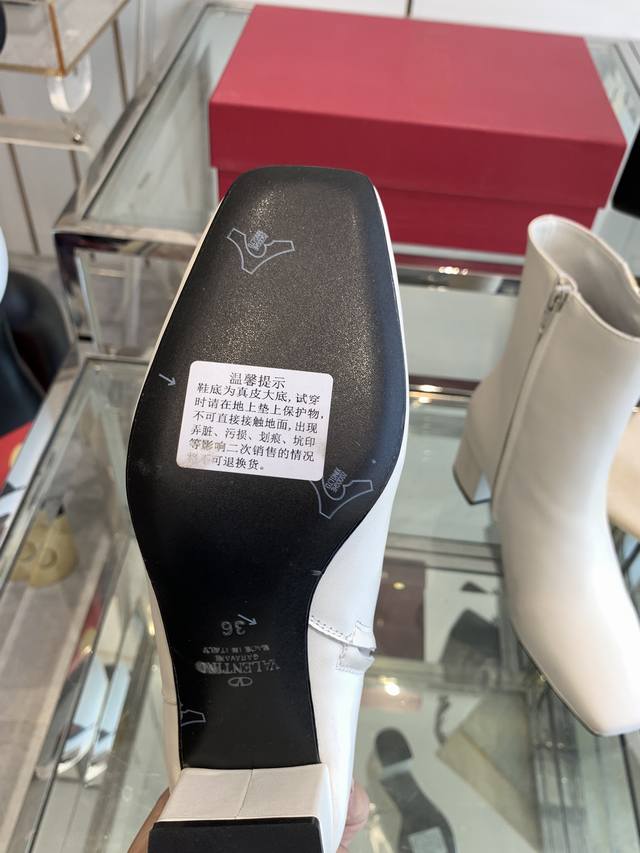 温馨提示
鞋底为真皮大底，试穿
时请在地上垫上保护物，
不可直接接触地面，出现
弄脏、污损、划痕、坑印
等影响二次销售的情况
将不可退换货。
36
MADE IN ITALY
GARAVANI
VALENTINO